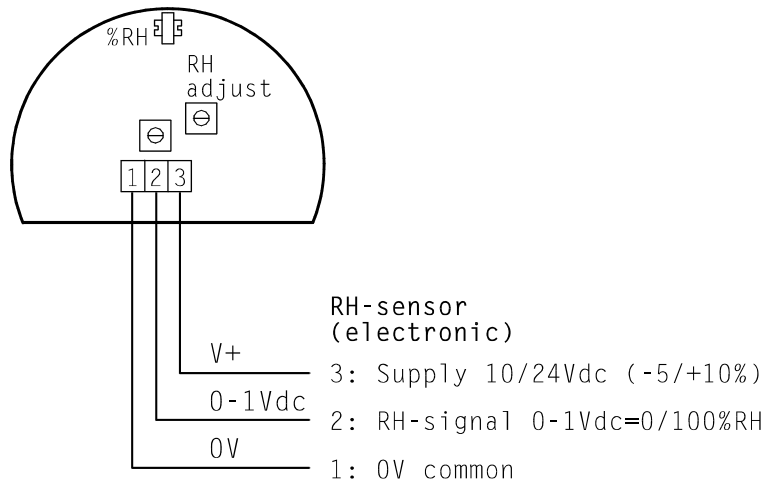 %RH
RH
adjust
1 2 3
RH-sensor
(electronic)
V+
3: Supply 10/24Vdc (-5/+10%)
0-1Vdc
2: RH-signal 0-1Vdc=0/100%RH
0V
1: 0V common